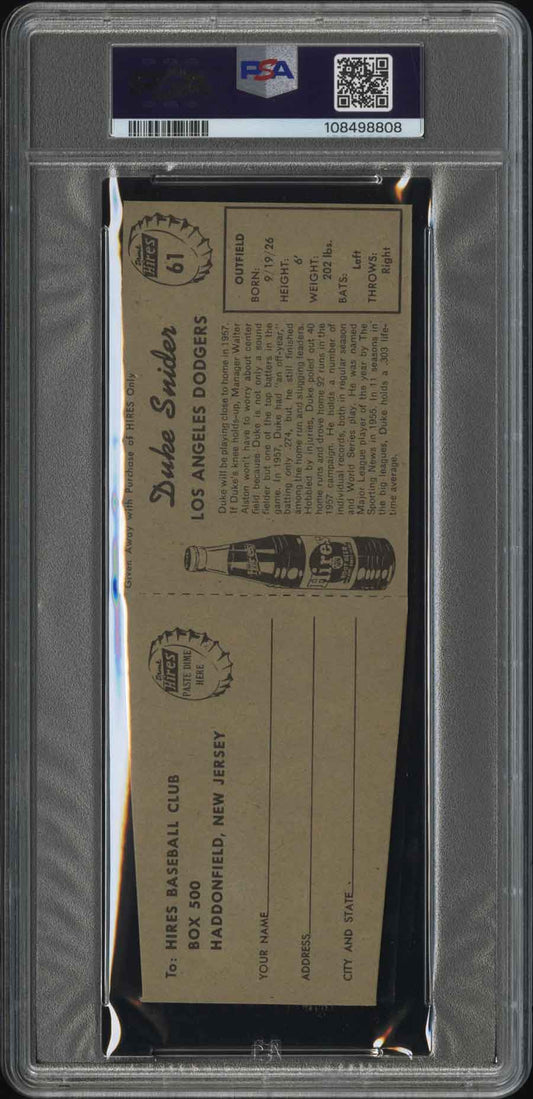 PSA
108498808
Drink
Hires
61
Given Away with Purchase of HIRES Only
Duke Snider
LOS ANGELES DODGERS
OUTFIELD
BORN:
9/19/26
HEIGHT:
6'
WEIGHT:
202 lbs.
BATS:
Left
THROWS:
Right
Duke will be playing close to home in 1957.
If Duke's knee holds-up, Manager Walter
Alston won't have to worry about center
field because Duke is not only a sound
fielder but one of the top batters in the
game. In 1957, Duke had "an off-year,"
batting only .274, but he still finished
among the home run and slugging leaders.
Hobbled by injuries, Duke poled out 40
home runs and drove home 92 runs in the
1957 campaign. He holds a number of
individual records, both in regular season
and World Series play. He was named
Major League player of the year by The
Sporting News in 1955. In 11 seasons in
the big leagues, Duke holds a .303 life-
time average.
HIRES
Hires
Drink
Hires
PASTE DIME
HERE
To: HIRES BASEBALL CLUB
BOX 500
HADDONFIELD, NEW JERSEY
YOUR NAME
ADDRESS
CITY AND STATE